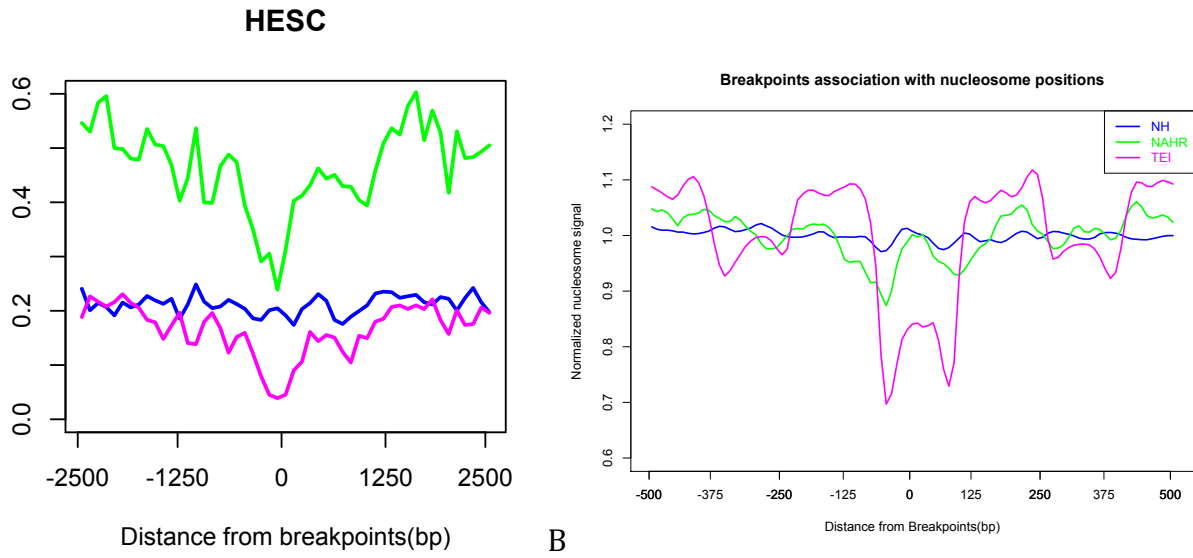 HESC
0.6
0.4
0.2
0.0
-2500 -1250 0 1250 2500
Distance from breakpoints(bp)
B
Breakpoints association with nucleosome positions
NH
NAHR
TEI
Normalized nucleosome signal
1.2
1.1
1.0
0.9
0.8
0.7
0.6
-500 -375 -250 0 125 250 375 500
Distance from Breakpoints(bp)